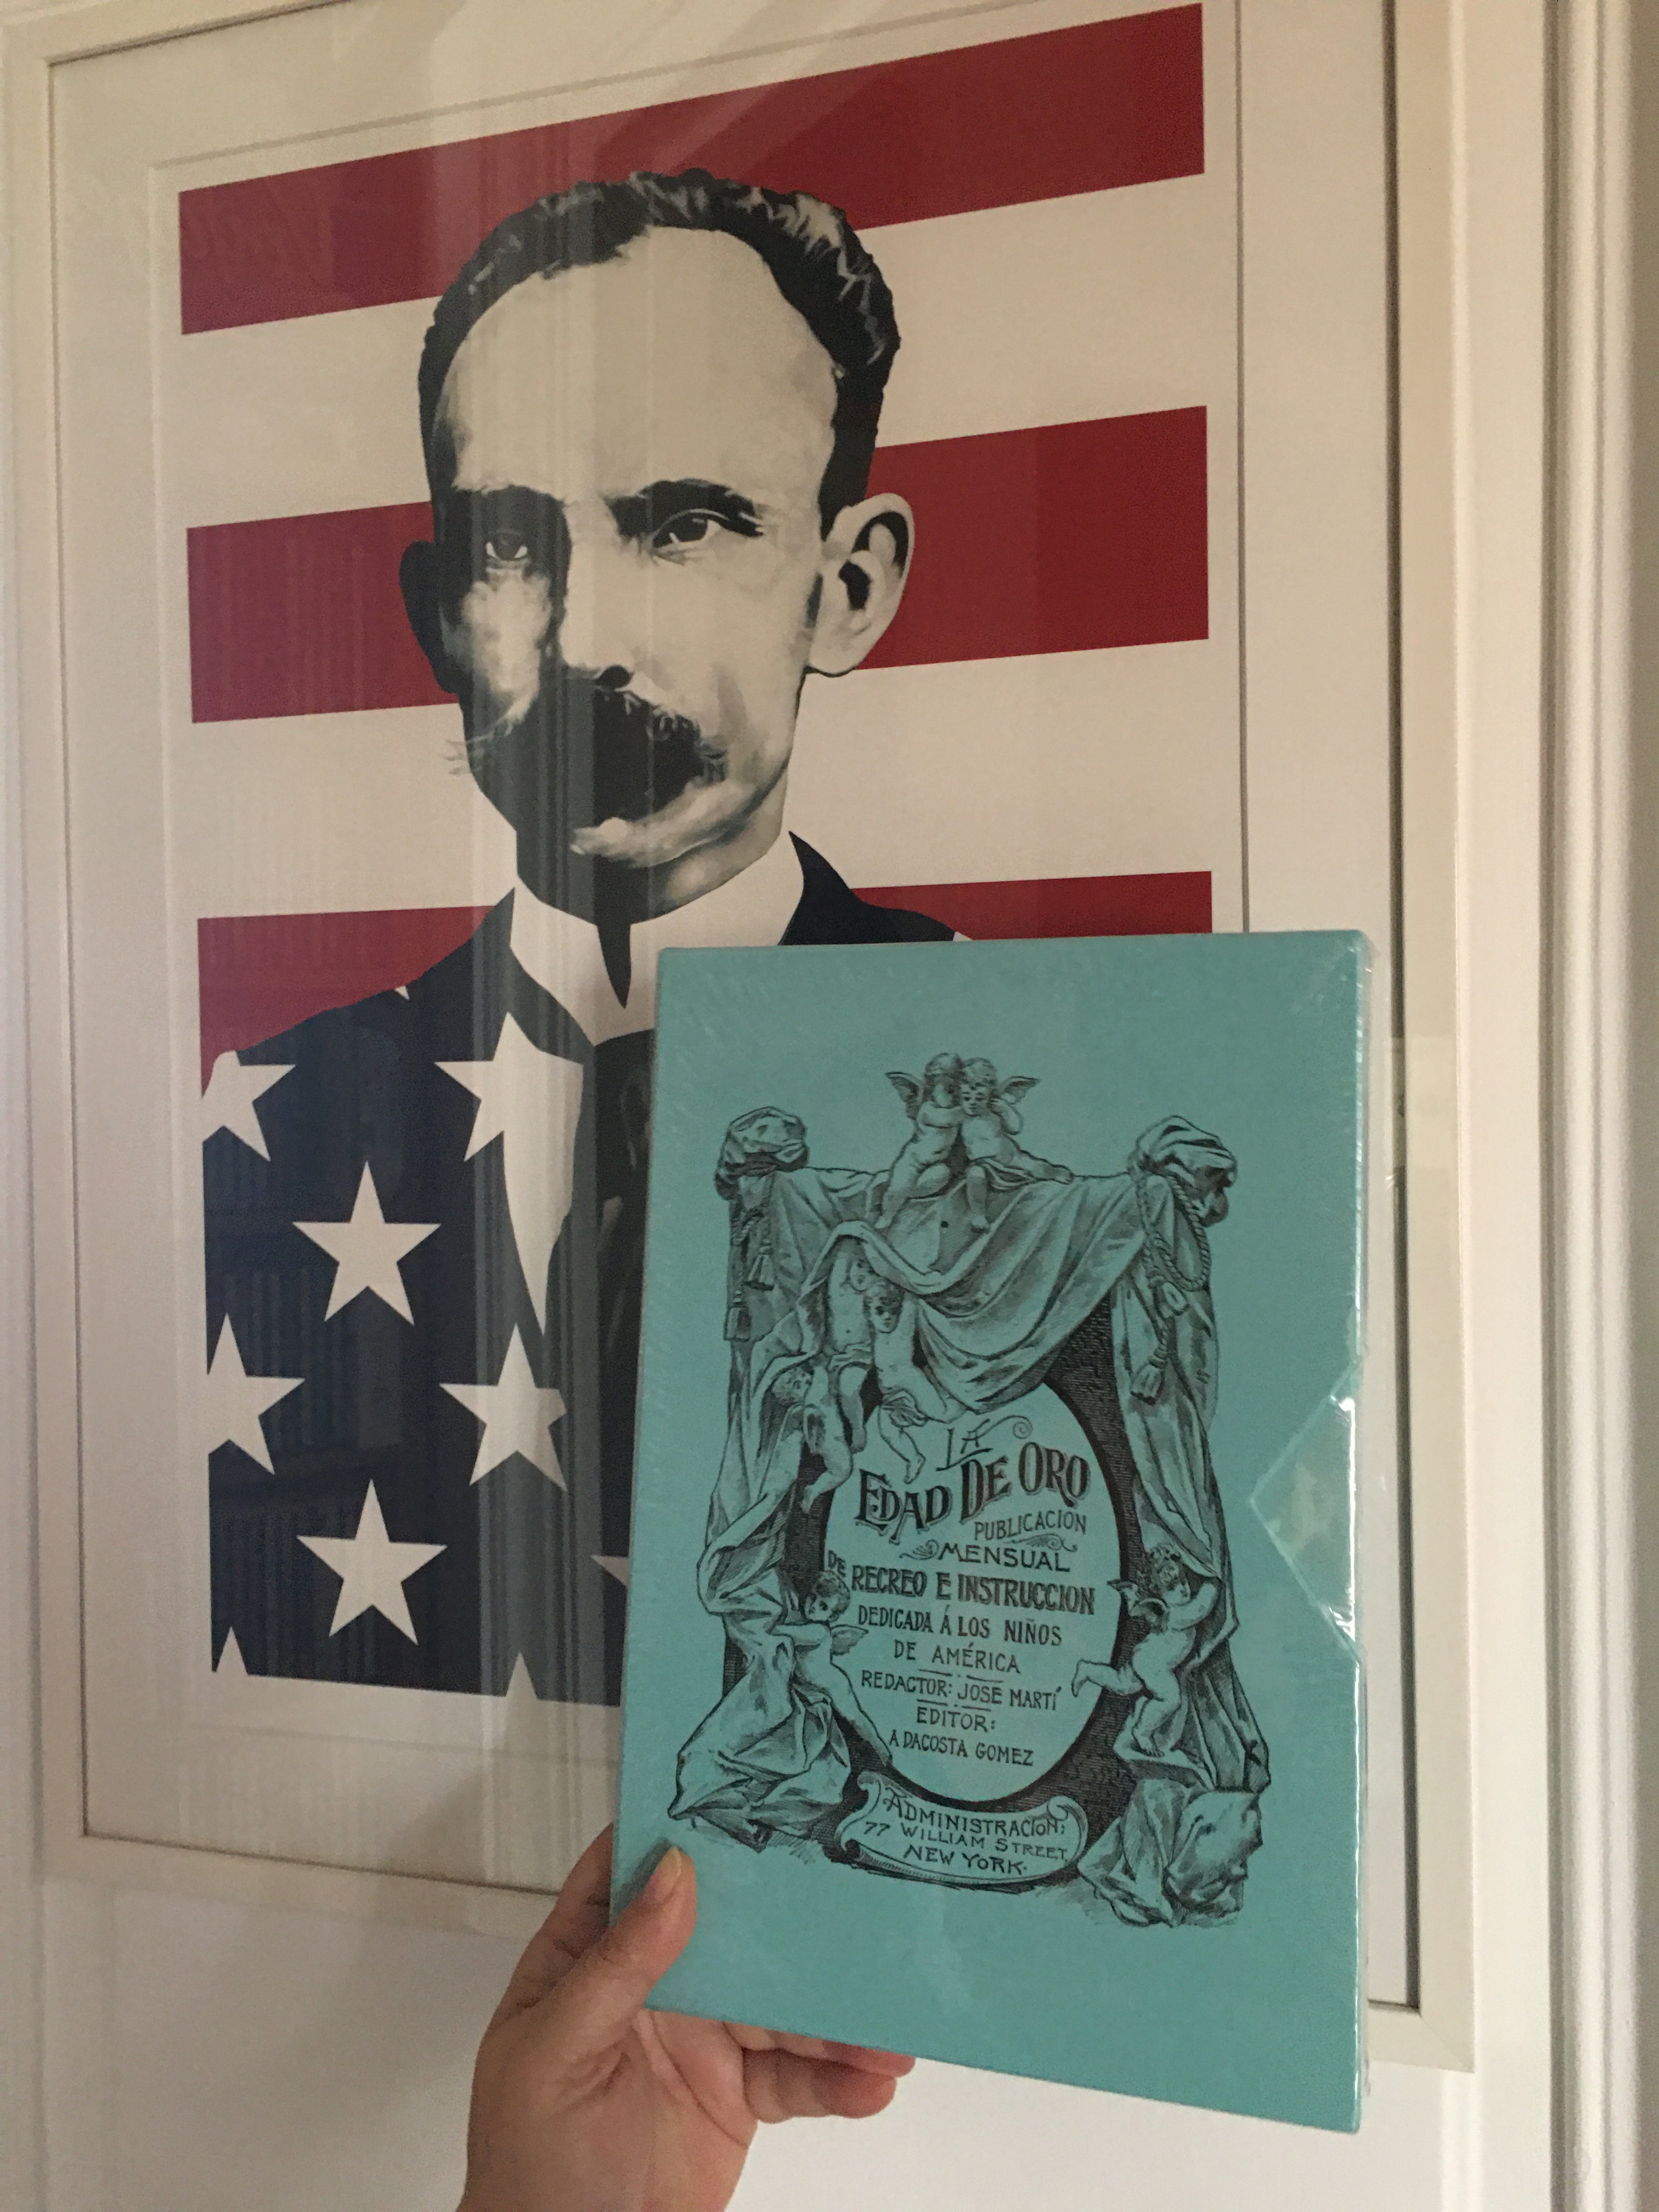 LA
EDAD DE ORO
PUBLICACION
MENSUAL
DE RECREO E INSTRUCCION
DEDICADA Á LOS NIÑOS
DE AMÉRICA
REDACTOR: JOSE MARTÍ
EDITOR:
A DACOSTA GOMEZ
ADMINISTRACION:
77 WILLIAM STREET,
NEW YORK.